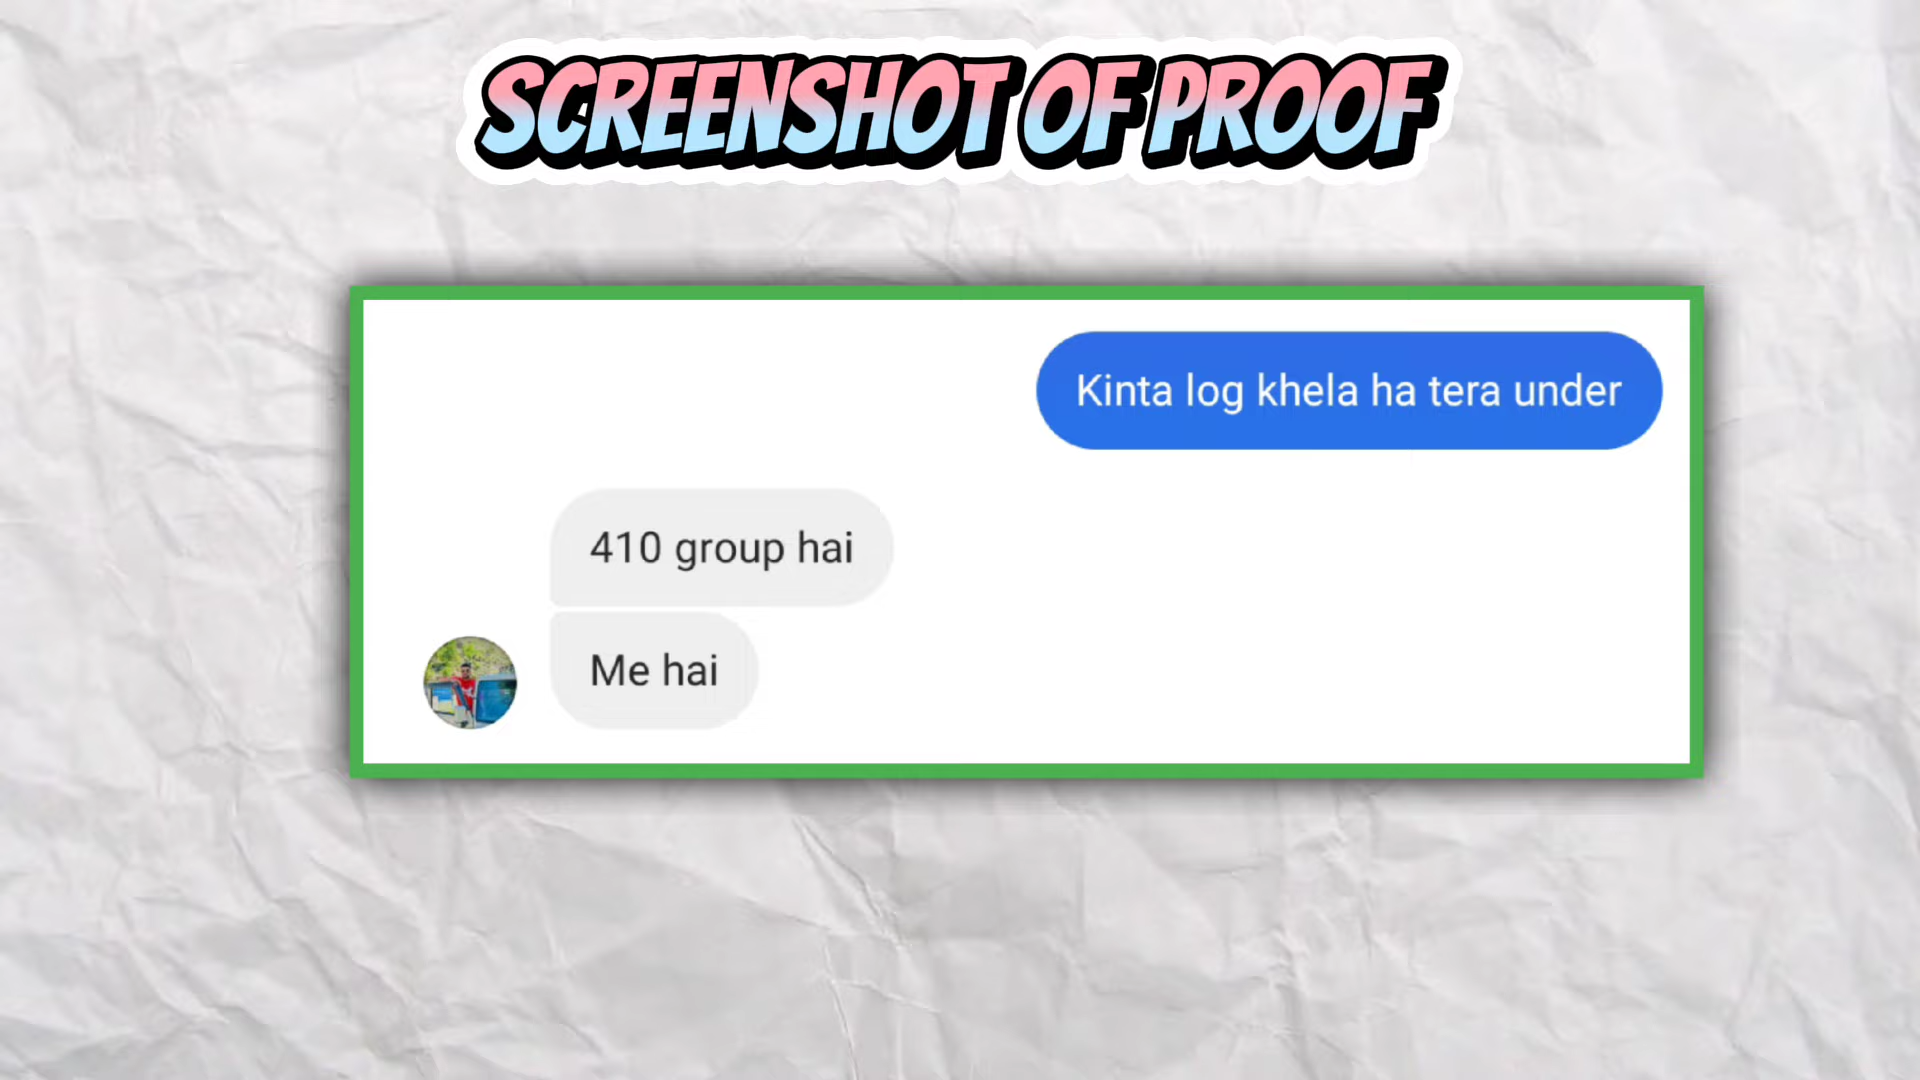 SCREENSHOT OF PROOF
Kinta log khela ha tera under
410 group hai
Me hai